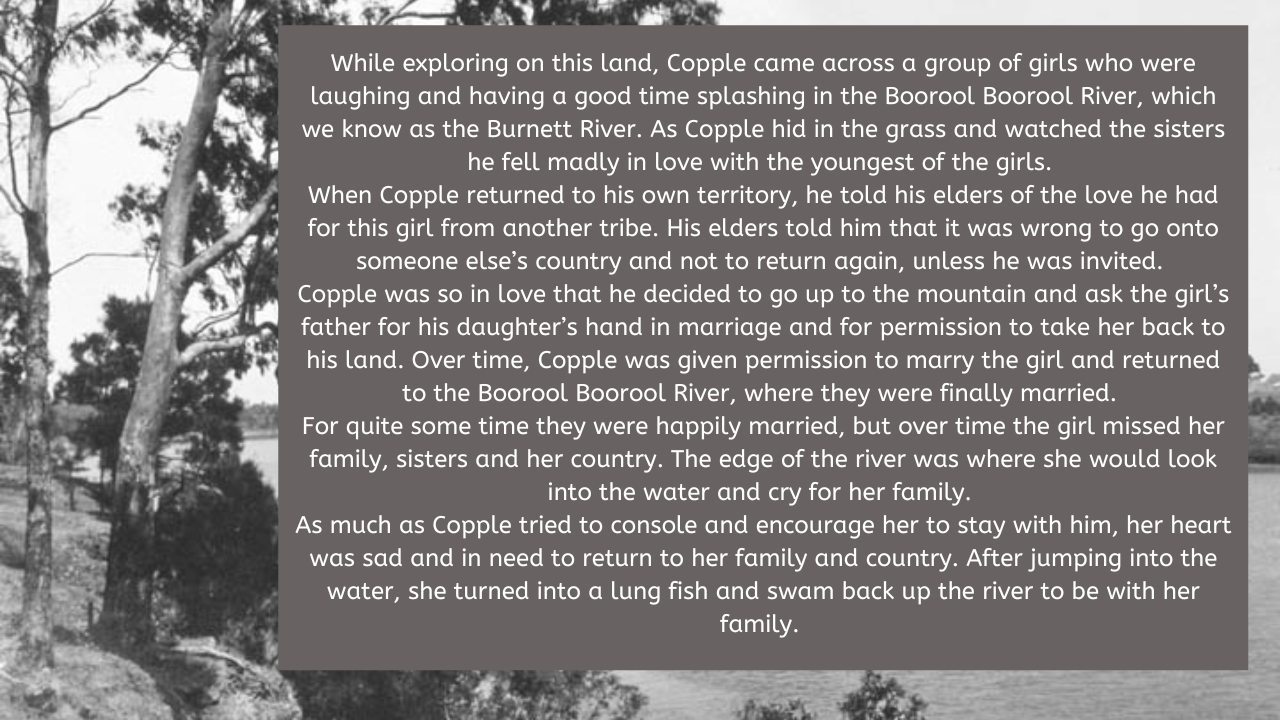 While exploring on this land, Copple came across a group of girls who were
laughing and having a good time splashing in the Boorool Boorool River, which
we know as the Burnett River. As Copple hid in the grass and watched the sisters
he fell madly in love with the youngest of the girls.
When Copple returned to his own territory, he told his elders of the love he had
for this girl from another tribe. His elders told him that it was wrong to go onto
someone else’s country and not to return again, unless he was invited.
Copple was so in love that he decided to go up to the mountain and ask the girl’s
father for his daughter’s hand in marriage and for permission to take her back to
his land. Over time, Copple was given permission to marry the girl and returned
to the Boorool Boorool River, where they were finally married.
For quite some time they were happily married, but over time the girl missed her
family, sisters and her country. The edge of the river was where she would look
into the water and cry for her family.
As much as Copple tried to console and encourage her to stay with him, her heart
was sad and in need to return to her family and country. After jumping into the
water, she turned into a lung fish and swam back up the river to be with her
family.